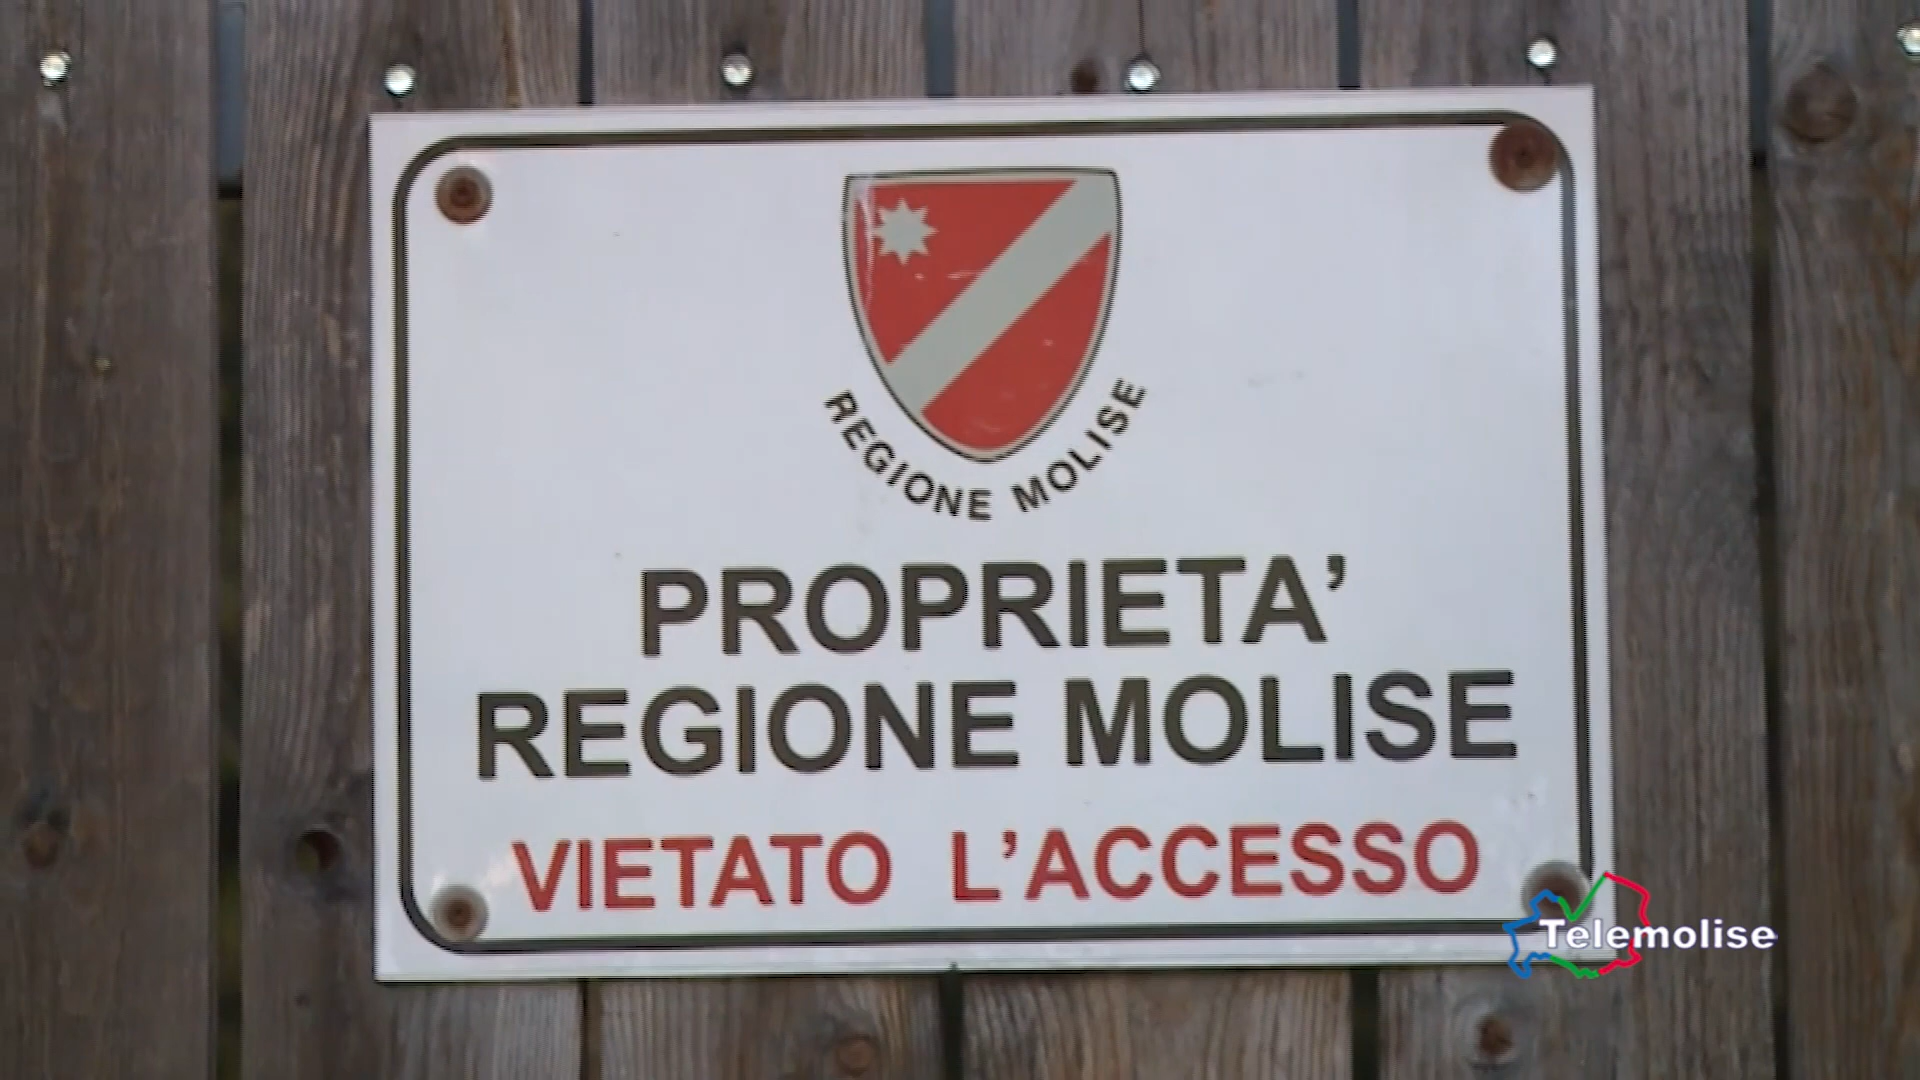 REGIONE MOLISE
PROPRIETA'
REGIONE MOLISE
VIETATO L'ACCESSO
Telemolise